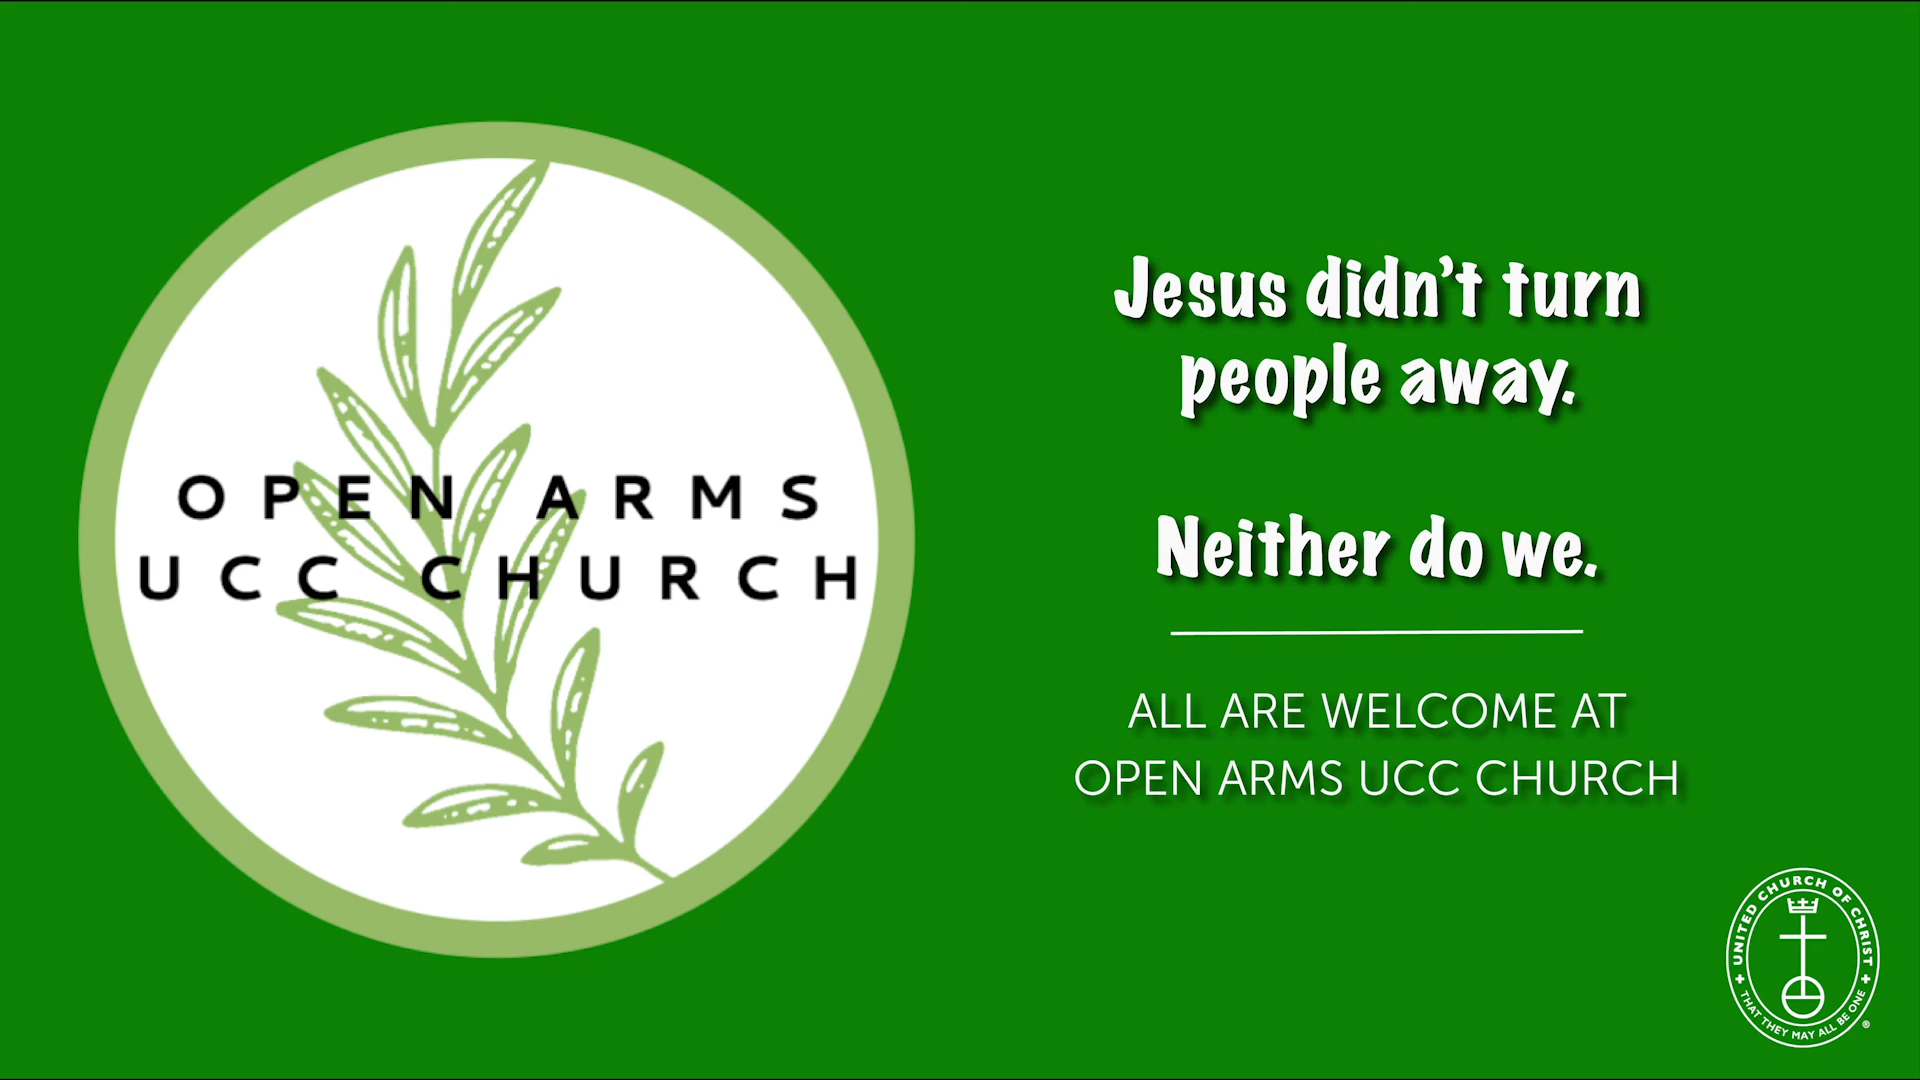 OPEN ARMS
UCC CHURCH
Jesus didn't turn
people away.
Neither do we.
ALL ARE WELCOME AT
OPEN ARMS UCC CHURCH
UNITED CHURCH OF CHRIST
THAT THEY MAY ALL BE ONE
®